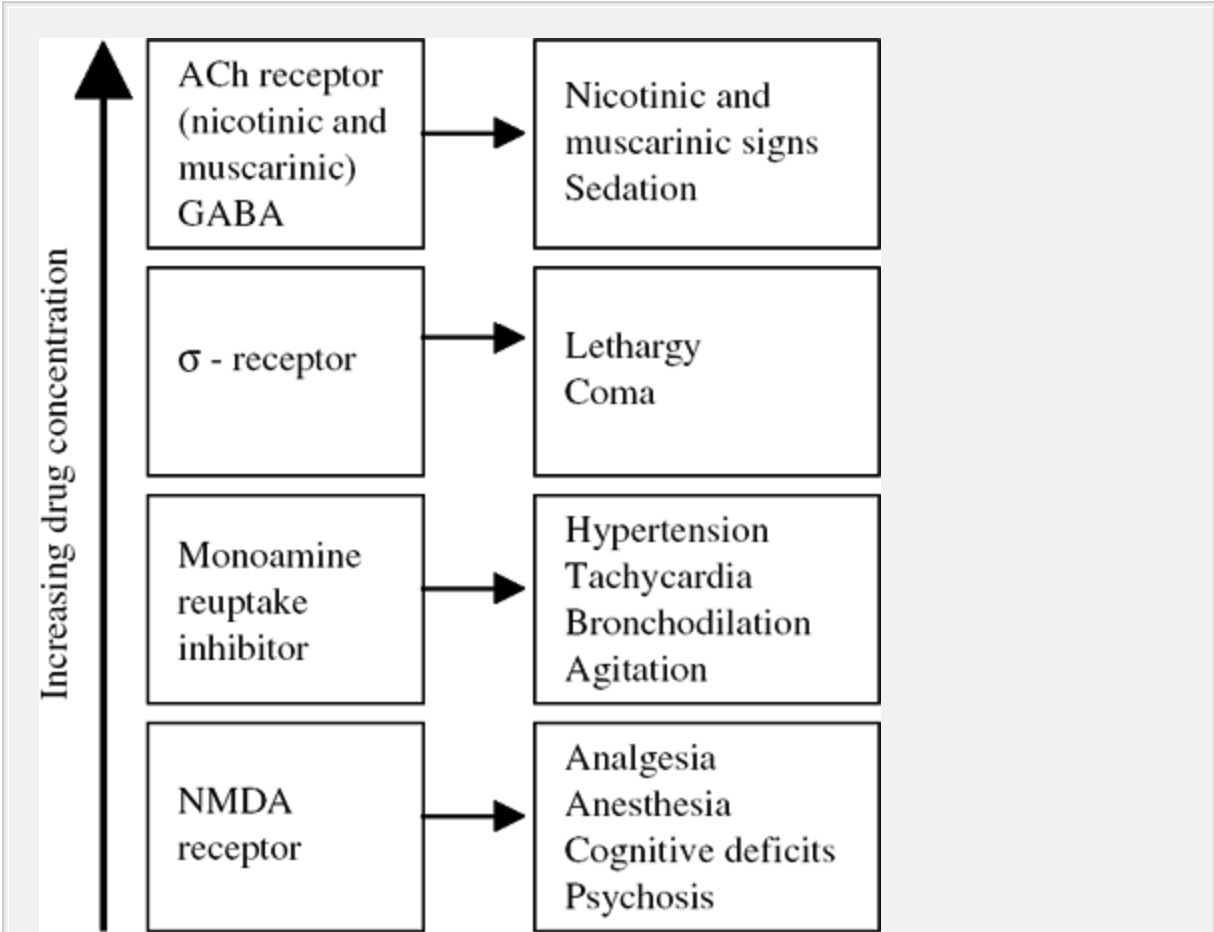 Increasing drug concentration
ACh receptor
(nicotinic and
muscarinic)
GABA
Nicotinic and
muscarinic signs
Sedation
σ - receptor
Lethargy
Coma
Monoamine
reuptake
inhibitor
Hypertension
Tachycardia
Bronchodilation
Agitation
NMDA
receptor
Analgesia
Anesthesia
Cognitive deficits
Psychosis